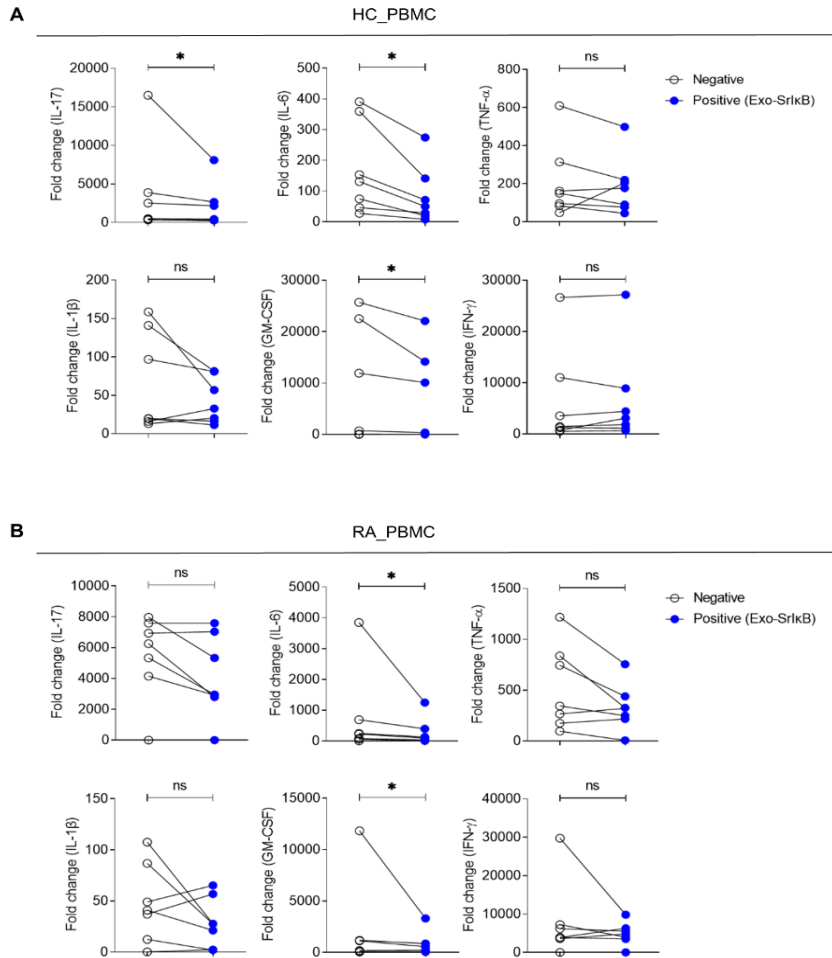 A
HC_PBMC
Fold change (IL-17)
20000
15000
10000
5000
0
*
Fold change (IL-6)
600
400
300
200
100
0
*
Fold change (TNF-α)
800
600
400
200
0
ns
Negative
Positive (Exo-SrIκB)
Fold change (IL-1β)
200
150
100
50
0
ns
Fold change (GM-CSF)
30000
20000
10000
0
*
Fold change (IFN-γ)
30000
20000
10000
0
ns
B
RA_PBMC
Fold change (IL-17)
10000
8000
6000
4000
2000
0
ns
Fold change (IL-6)
6000
4000
2000
1000
500
0
*
Fold change (TNF-α)
1500
1000
500
0
ns
Negative
Positive (Exo-SrIκB)
Fold change (IL-1β)
150
100
50
0
ns
Fold change (GM-CSF)
15000
10000
5000
0
*
Fold change (IFN-γ)
40000
30000
20000
10000
0
ns